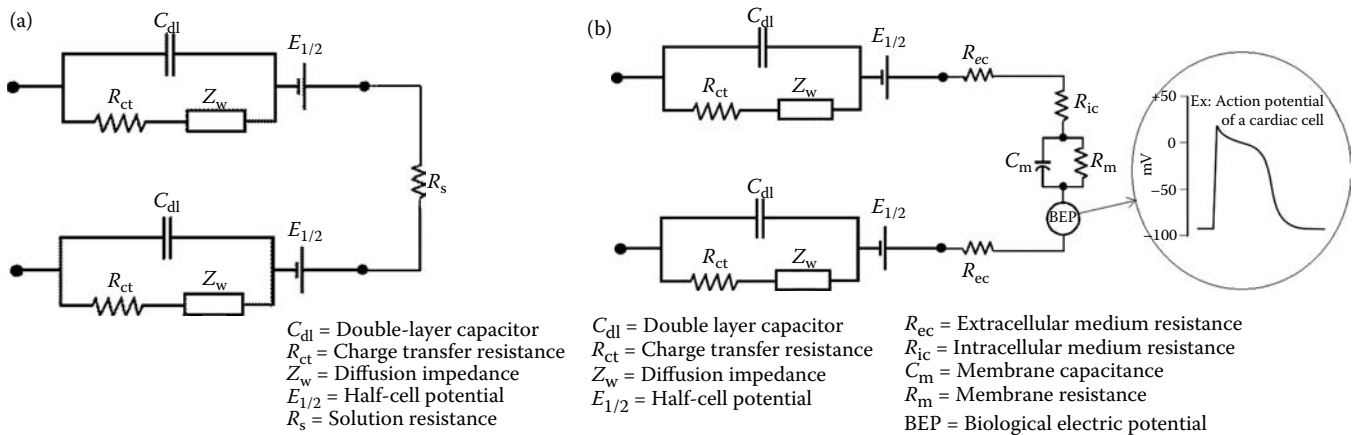 (a)
C_dl
E_1/2
R_ct
Z_w
R_s
C_dl
E_1/2
R_ct
Z_w
C_dl = Double-layer capacitor
R_ct = Charge transfer resistance
Z_w = Diffusion impedance
E_1/2 = Half-cell potential
R_s = Solution resistance
(b)
C_dl
E_1/2
R_ec
R_ct
Z_w
R_ic
C_m
R_m
BEP
C_dl
E_1/2
R_ct
Z_w
R_ec
+50
0
−50
−100
mV
Ex: Action potential
of a cardiac cell
C_dl = Double layer capacitor
R_ct = Charge transfer resistance
Z_w = Diffusion impedance
E_1/2 = Half-cell potential
R_ec = Extracellular medium resistance
R_ic = Intracellular medium resistance
C_m = Membrane capacitance
R_m = Membrane resistance
BEP = Biological electric potential